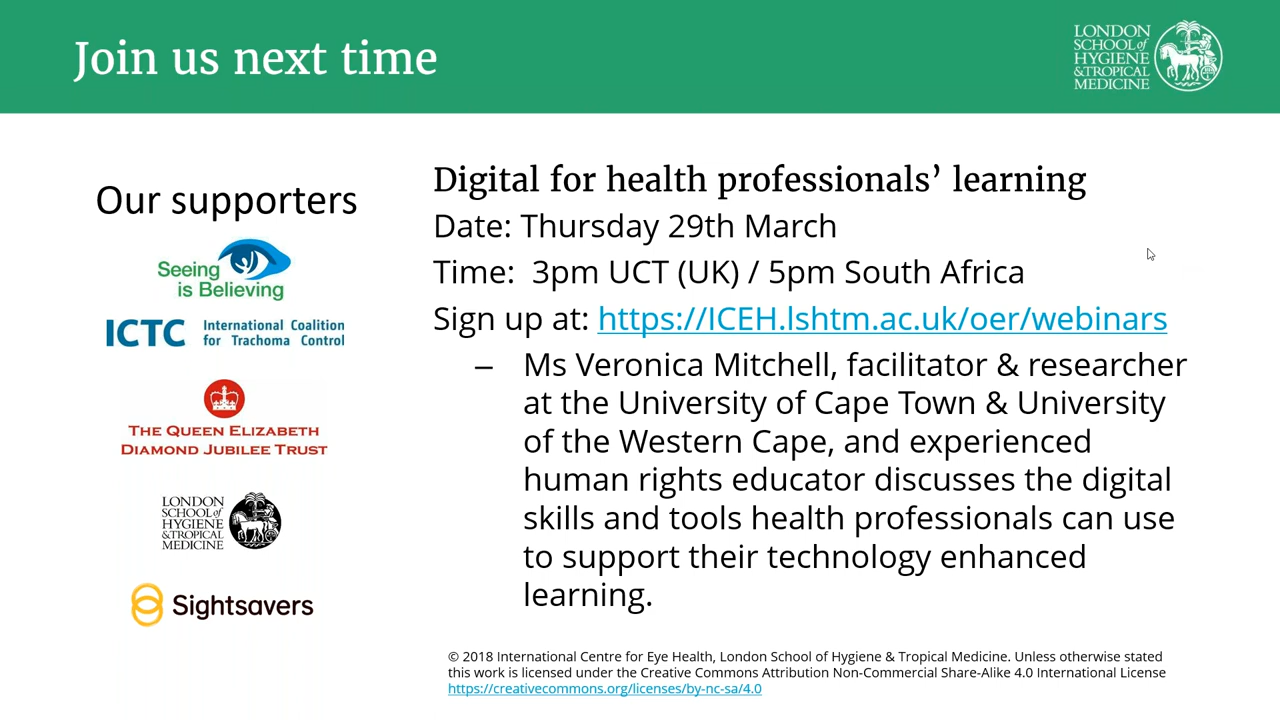 Join us next time
LONDON
SCHOOL of
HYGIENE
& TROPICAL
MEDICINE
Our supporters
Seeing
is Believing
ICTC International Coalition
for Trachoma Control
THE QUEEN ELIZABETH
DIAMOND JUBILEE TRUST
LONDON
SCHOOL of
HYGIENE
& TROPICAL
MEDICINE
Sightsavers
Digital for health professionals’ learning
Date: Thursday 29th March
Time: 3pm UCT (UK) / 5pm South Africa
Sign up at: https://ICEH.lshtm.ac.uk/oer/webinars
– Ms Veronica Mitchell, facilitator & researcher
at the University of Cape Town & University
of the Western Cape, and experienced
human rights educator discusses the digital
skills and tools health professionals can use
to support their technology enhanced
learning.
© 2018 International Centre for Eye Health, London School of Hygiene & Tropical Medicine. Unless otherwise stated
this work is licensed under the Creative Commons Attribution Non-Commercial Share-Alike 4.0 International License
https://creativecommons.org/licenses/by-nc-sa/4.0